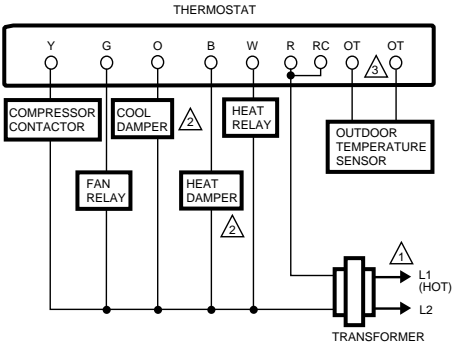 THERMOSTAT
Y G O B W R RC OT OT
3
COMPRESSOR
CONTACTOR
COOL
DAMPER
2
HEAT
RELAY
OUTDOOR
TEMPERATURE
SENSOR
FAN
RELAY
HEAT
DAMPER
2
1
L1
(HOT)
L2
TRANSFORMER